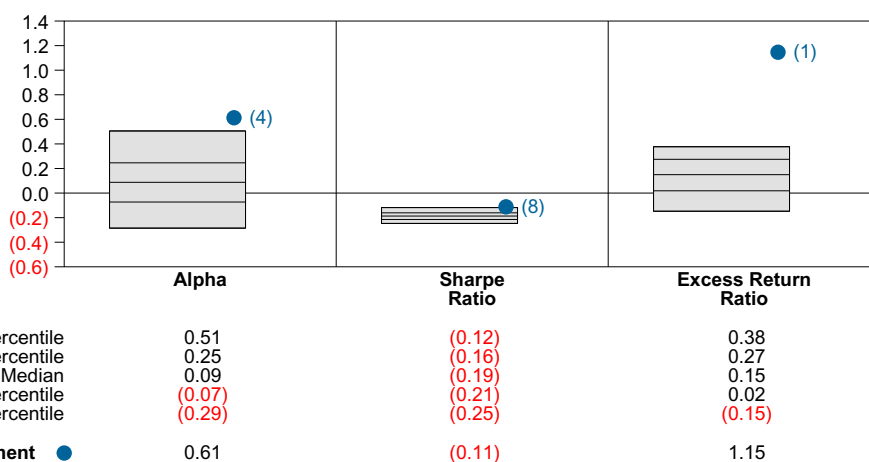 1.4
1.2
(1)
1.0
0.8
0.6
(4)
0.4
0.2
0.0
(0.2)
(8)
(0.4)
(0.6)
Alpha
Sharpe
Ratio
Excess Return
Ratio
0.51 (0.12) 0.38
0.25 (0.16) 0.27
Median 0.09 (0.19) 0.15
(0.07) (0.21) 0.02
(0.29) (0.25) (0.15)
0.61 (0.11) 1.15